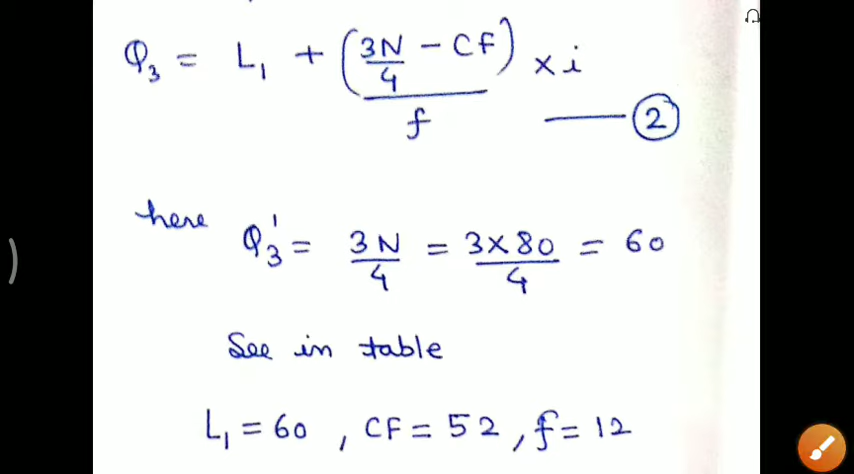 Q₃ = L₁ + (3N/4 - CF)/f × i — ②
here Q₃' = 3N/4 = 3×80/4 = 60
See in table
L₁ = 60 , CF = 52 , f = 12